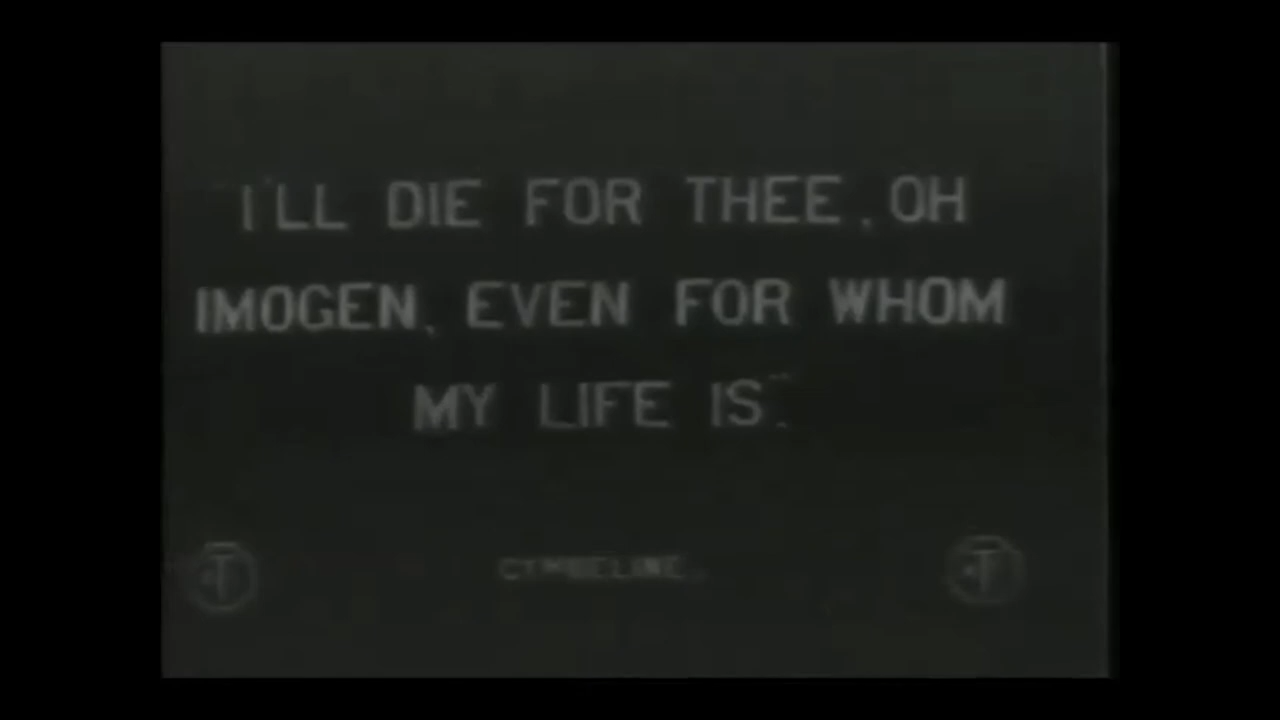 I'LL DIE FOR THEE, OH
IMOGEN, EVEN FOR WHOM
MY LIFE IS".
CYMBELINE.